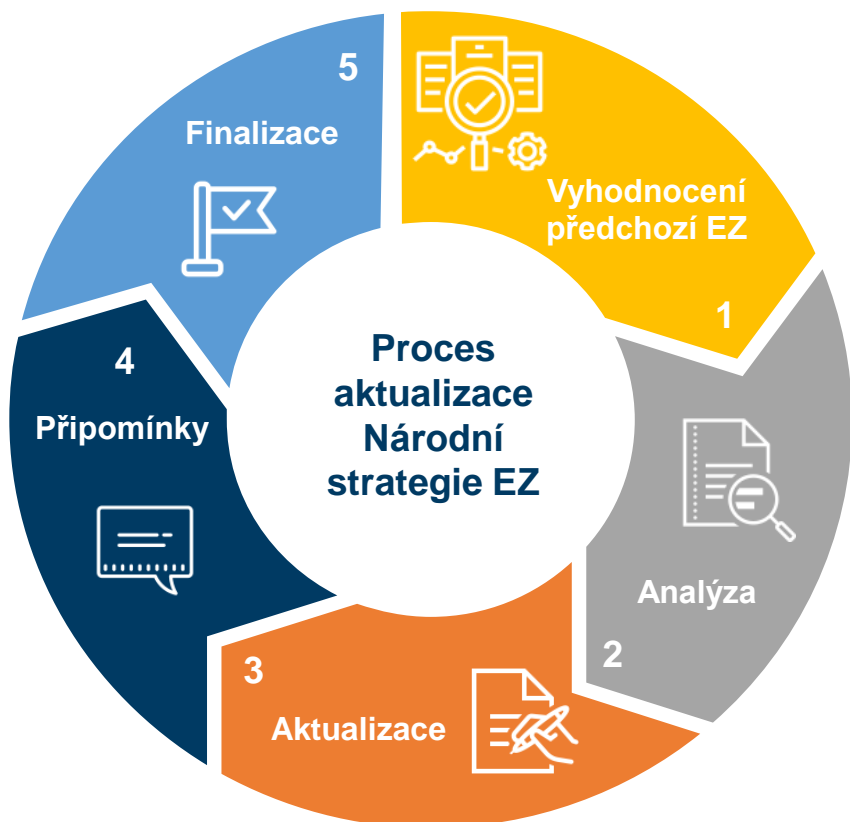 Proces
aktualizace
Národní
strategie EZ
Vyhodnocení
předchozí EZ
1
Analýza
2
3
Aktualizace
4
Připomínky
5
Finalizace